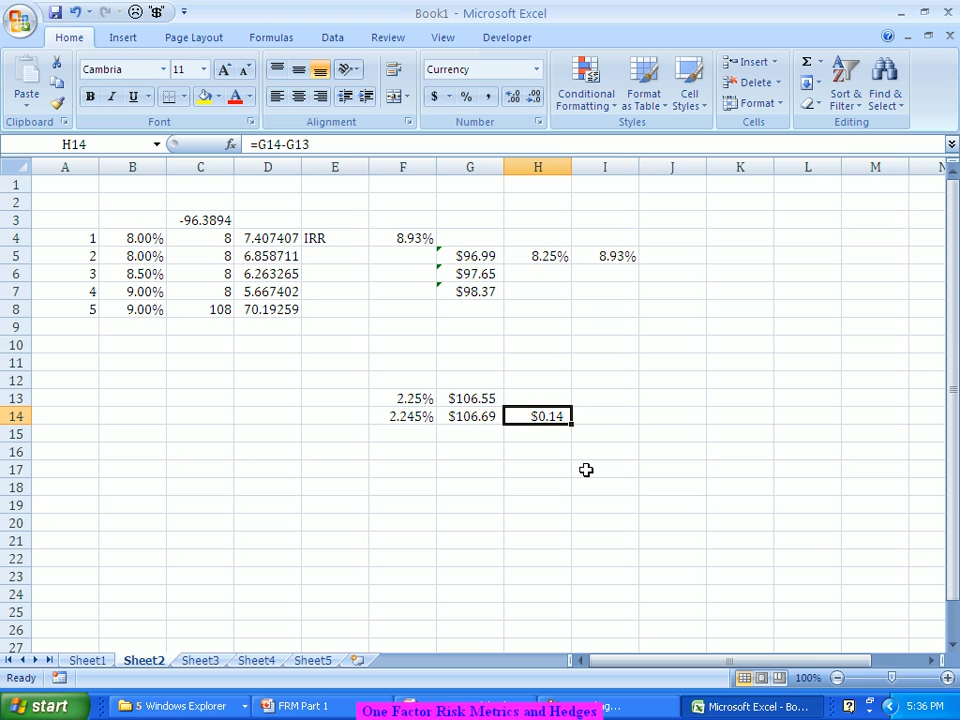 Book1 - Microsoft Excel
Home Insert Page Layout Formulas Data Review View Developer
Paste Cambria 11 A A Currency Conditional Formatting Format as Table Cell Styles Insert Delete Format Σ Sort & Filter Find & Select
B I U A $ % , .0 .00 .00 .0
Clipboard Font Alignment Number Styles Cells Editing
H14 fx =G14-G13
A B C D E F G H I J K L M N
1
2
3 -96.3894
4 1 8.00% 8 7.407407 IRR 8.93%
5 2 8.00% 8 6.858711 $96.99 8.25% 8.93%
6 3 8.50% 8 6.263265 $97.65
7 4 9.00% 8 5.667402 $98.37
8 5 9.00% 108 70.19259
9
10
11
12
13 2.25% $106.55
14 2.245% $106.69 $0.14
15
16
17
18
19
20
21
22
23
24
25
26
27
Sheet1 Sheet2 Sheet3 Sheet4 Sheet5
Ready 100%
start 5 Windows Explorer FRM Part 1 Microsoft Excel - Bo... 5:36 PM
One Factor Risk Metrics and Hedges